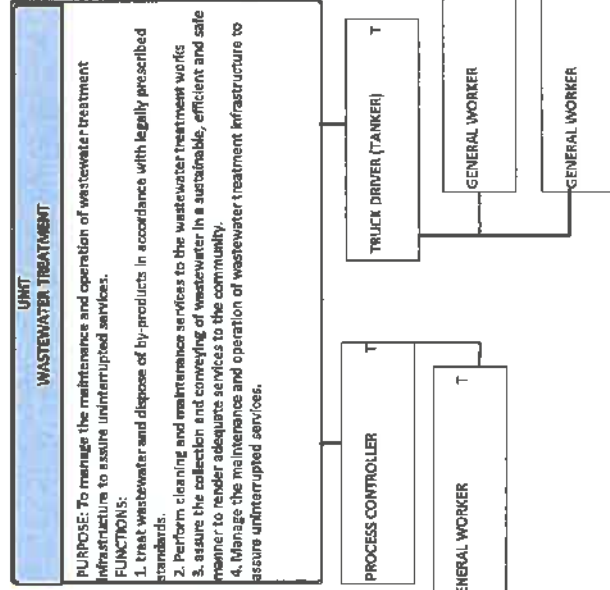 UNIT
WASTEWATER TREATMENT
PURPOSE: To manage the maintenance and operation of wastewater treatment
infrastructure to assure uninterrupted services.
FUNCTIONS:
1. treat wastewater and dispose of by-products in accordance with legally prescribed
standards.
2. Perform cleaning and maintenance services to the wastewater treatment works
3. assure the collection and conveying of wastewater in a sustainable, efficient and safe
manner to render adequate services to the community.
4. Manage the maintenance and operation of wastewater treatment infrastructure to
assure uninterrupted services.
PROCESS CONTROLLER T
ENERAL WORKER T
TRUCK DRIVER (TANKER) T
GENERAL WORKER
GENERAL WORKER